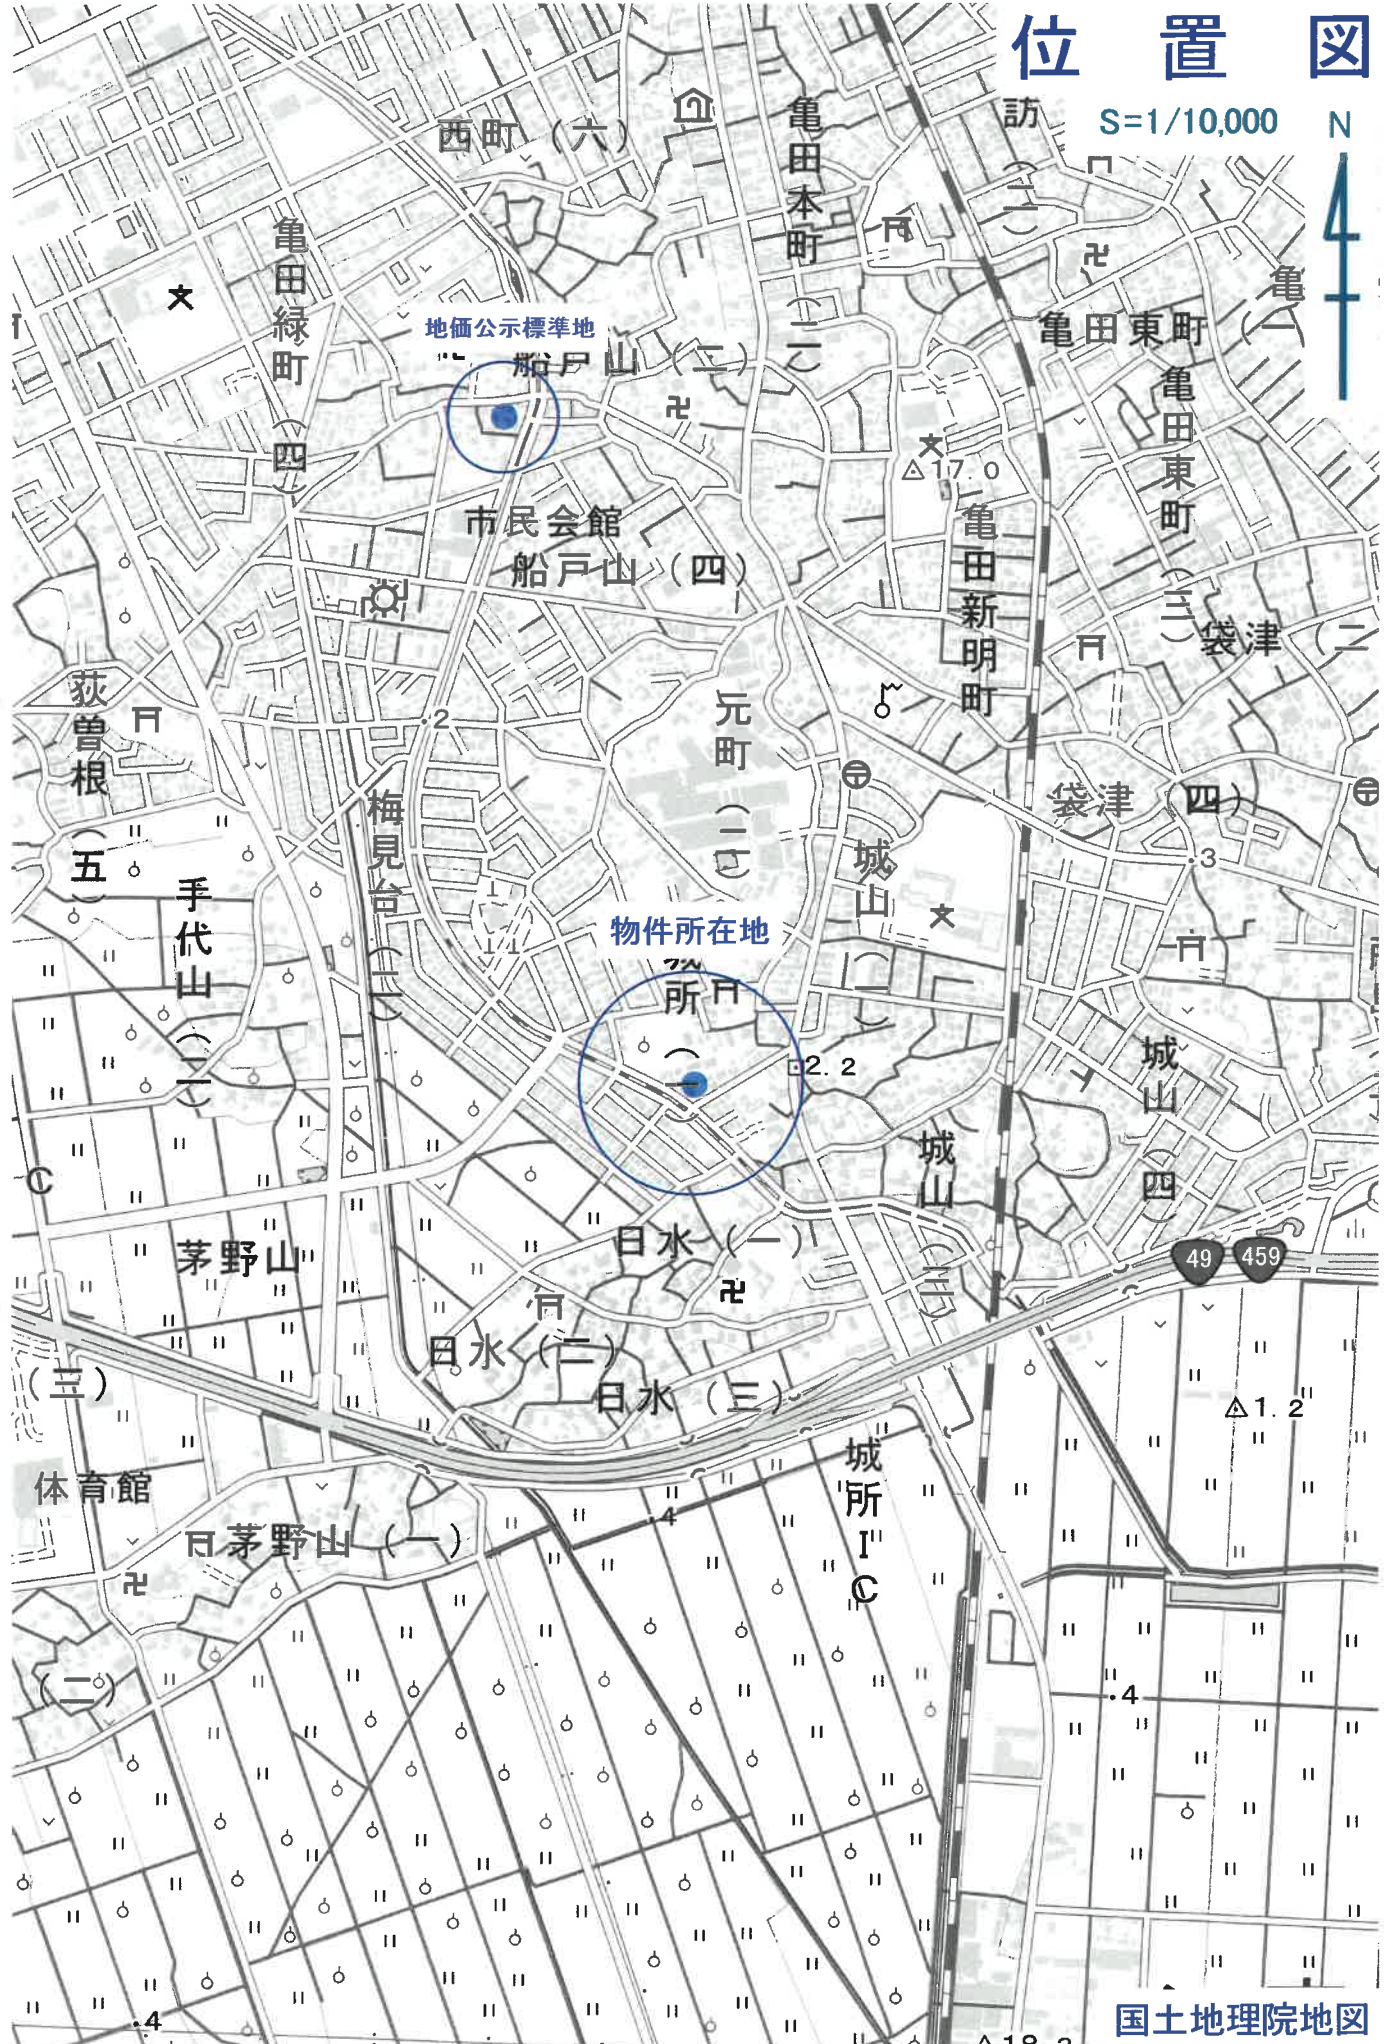 位置図
S=1/10,000
N
西町（六）
亀田本町（二）
訪（二）
亀田緑町（四）
地価公示標準地
船戸山（二）
亀田東町（一）
亀
亀田東町（三）
17.0
市民会館
船戸山（四）
亀田新明町
袋津（二
荻曽根（五）
元町（二）
2
梅見台（二）
袋津（四）
城山（一）
3
手代山（二）
物件所在地
城所（一）
2.2
城山（四）
城山（二）
茅野山
日水（一）
49
459
日水（二）
日水（三）
（三）
1.2
体育館
城所IC
4
茅野山（一）
（二）
4
4
18.2
国土地理院地図